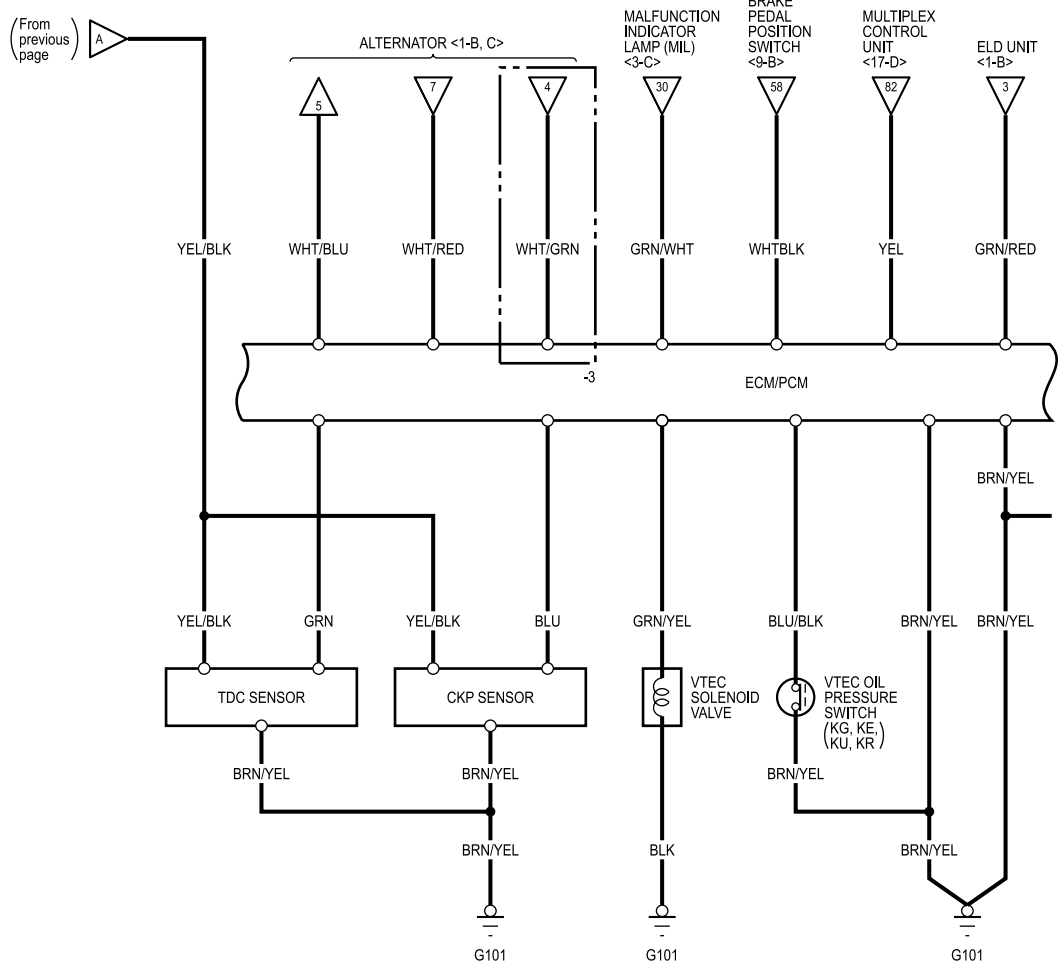 (From
previous
page)
A
ALTERNATOR <1-B, C>
MALFUNCTION
INDICATOR
LAMP (MIL)
<3-C>
BRAKE
PEDAL
POSITION
SWITCH
<9-B>
MULTIPLEX
CONTROL
UNIT
<17-D>
ELD UNIT
<1-B>
5
7
4
30
58
82
3
YEL/BLK
WHT/BLU
WHT/RED
WHT/GRN
GRN/WHT
WHTBLK
YEL
GRN/RED
-3
ECM/PCM
BRN/YEL
YEL/BLK
GRN
YEL/BLK
BLU
GRN/YEL
BLU/BLK
BRN/YEL
BRN/YEL
TDC SENSOR
CKP SENSOR
VTEC
SOLENOID
VALVE
VTEC OIL
PRESSURE
SWITCH
(KG, KE,
KU, KR)
BRN/YEL
BRN/YEL
BRN/YEL
BRN/YEL
BLK
BRN/YEL
G101
G101
G101